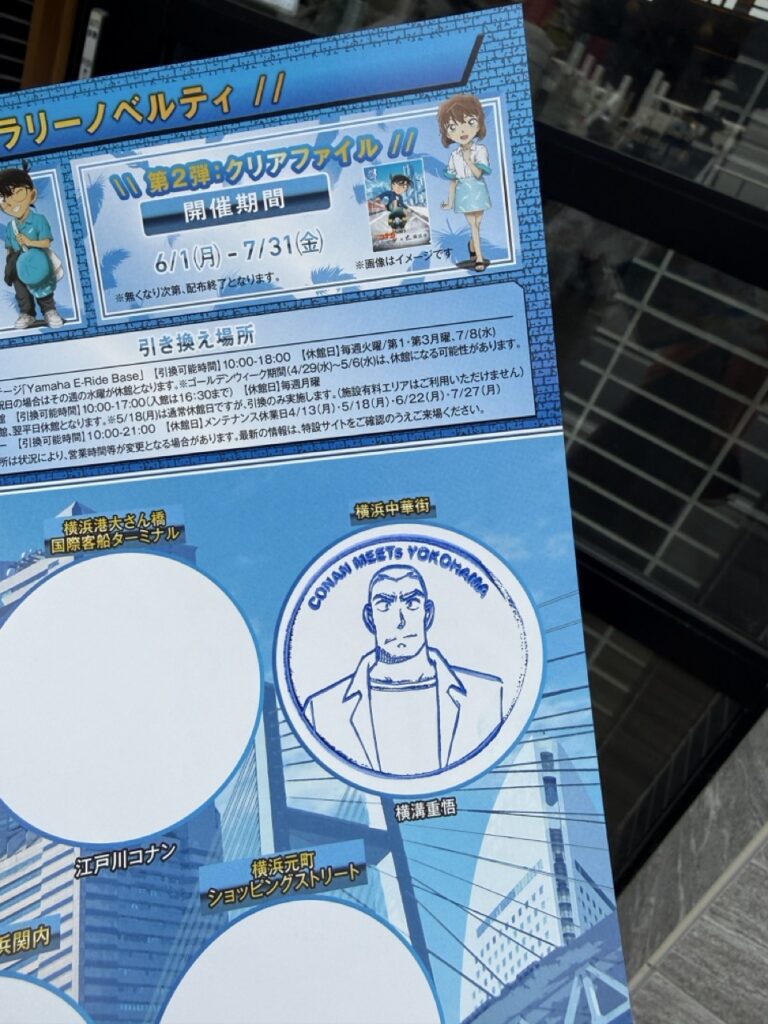 ラリーノベルティ //
\\ 第2弾:クリアファイル //
開催期間
6/1(月) - 7/31(金)
※無くなり次第、配布終了となります。
※画像はイメージです
引き換え場所
テージ「Yamaha E-Ride Base」 【引換可能時間】10:00-18:00 【休館日】毎週火曜/第1・第3月曜、7/8(水)
祝日の場合はその週の水曜が休館となります。※ゴールデンウィーク期間(4/29(水)~5/6(水)は、休館になる可能性があります。
館 【引換可能時間】10:00-17:00(入館は16:30まで) 【休館日】毎週月曜
館、翌平日休館となります。※5/18(月)は通常休館日ですが、引換のみ実施します。(施設有料エリアはご利用いただけません)
ー 【引換可能時間】10:00-21:00 【休館日】メンテナンス休業日4/13(月)・5/18(月)・6/22(月)・7/27(月)
所は状況により、営業時間等が変更となる場合があります。最新の情報は、特設サイトをご確認のうえご来場ください。
横浜港大さん橋
国際客船ターミナル
横浜中華街
CONAN MEETs YOKOHAMA
江戸川コナン
横溝重悟
横浜元町
ショッピングストリート
浜関内